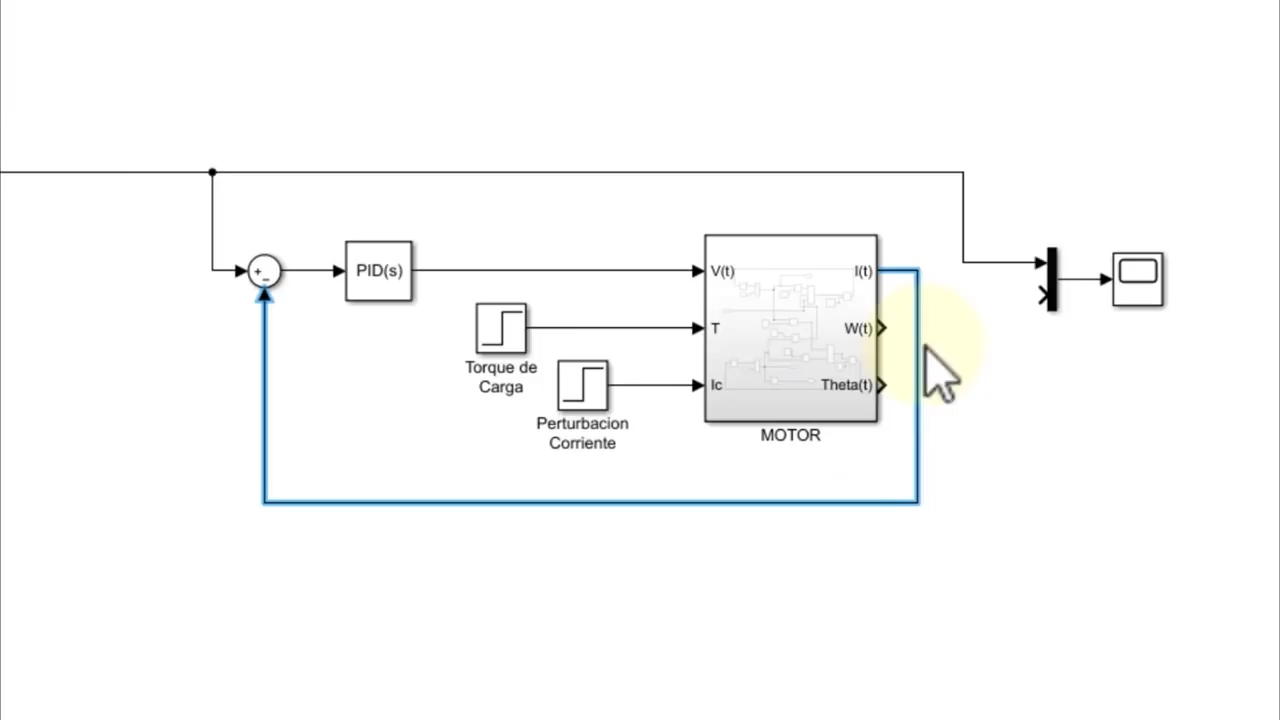 +
−
PID(s)
V(t)
I(t)
T
W(t)
Ic
Theta(t)
Torque de
Carga
Perturbacion
Corriente
MOTOR